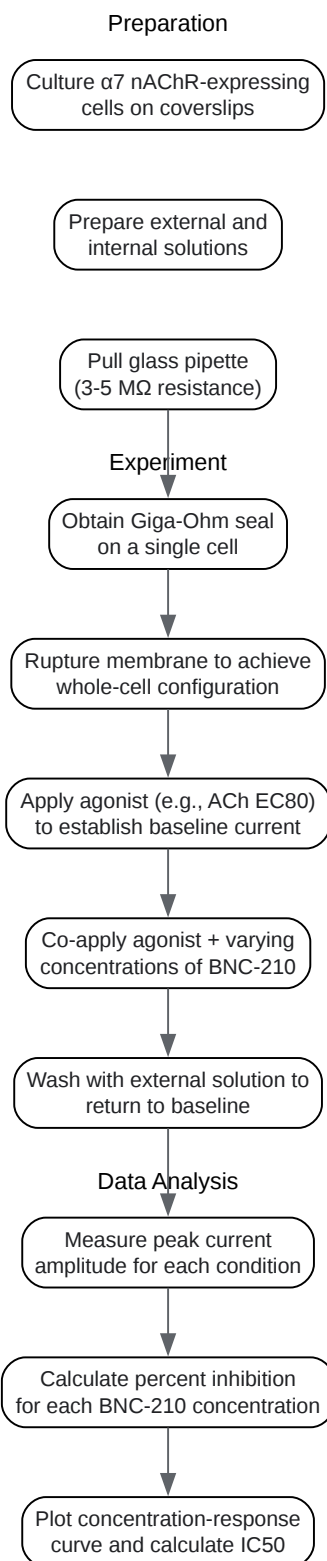 Preparation
Culture α7 nAChR-expressing
cells on coverslips
Prepare external and
internal solutions
Pull glass pipette
(3-5 MΩ resistance)
Experiment
Obtain Giga-Ohm seal
on a single cell
Rupture membrane to achieve
whole-cell configuration
Apply agonist (e.g., ACh EC80)
to establish baseline current
Co-apply agonist + varying
concentrations of BNC-210
Wash with external solution to
return to baseline
Data Analysis
Measure peak current
amplitude for each condition
Calculate percent inhibition
for each BNC-210 concentration
Plot concentration-response
curve and calculate IC50